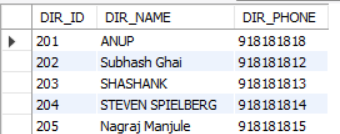 DIR_ID DIR_NAME DIR_PHONE
201 ANUP 918181818
202 Subhash Ghai 918181812
203 SHASHANK 918181813
204 STEVEN SPIELBERG 918181814
205 Nagraj Manjule 918181815